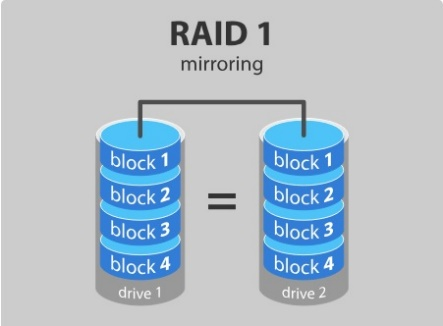 RAID 1
mirroring
block 1
block 2
block 3
block 4
drive 1
=
block 1
block 2
block 3
block 4
drive 2